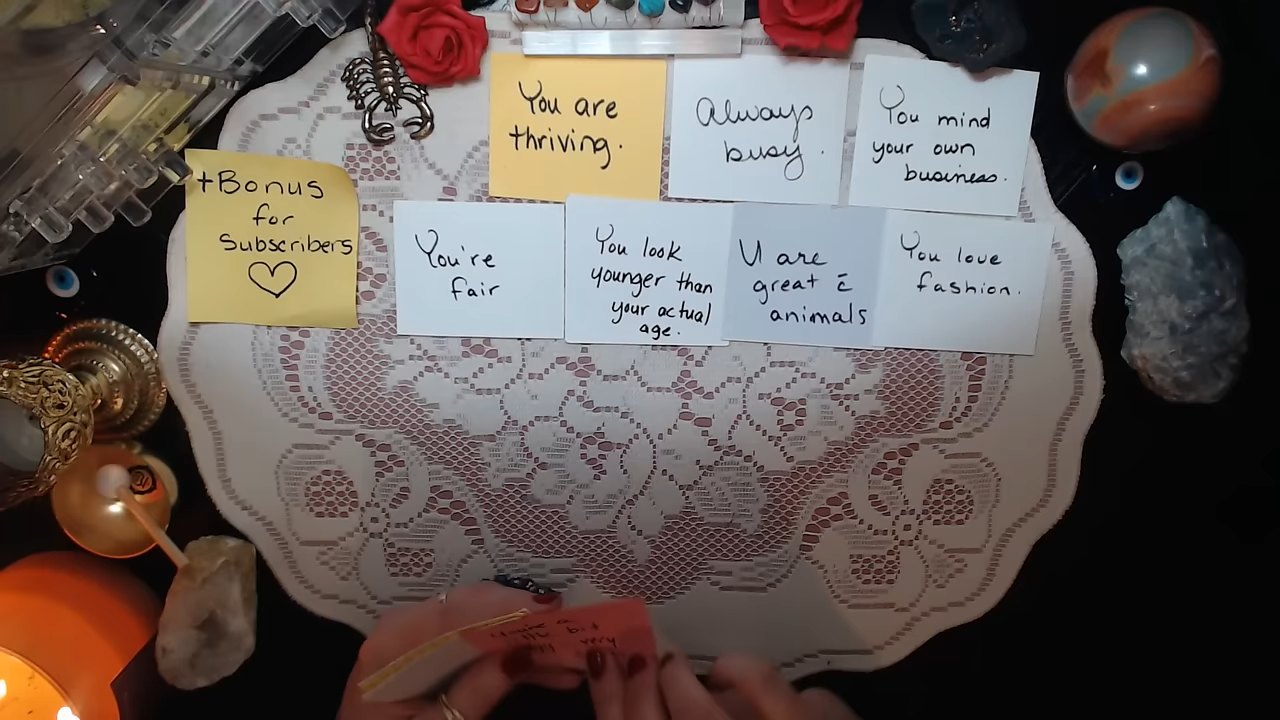 You are
thriving.
Always
busy.
You mind
your own
business.
+Bonus
for
Subscribers
You're
fair
You look
younger than
your actual
age.
U are
great c̄
animals
You love
fashion.
very